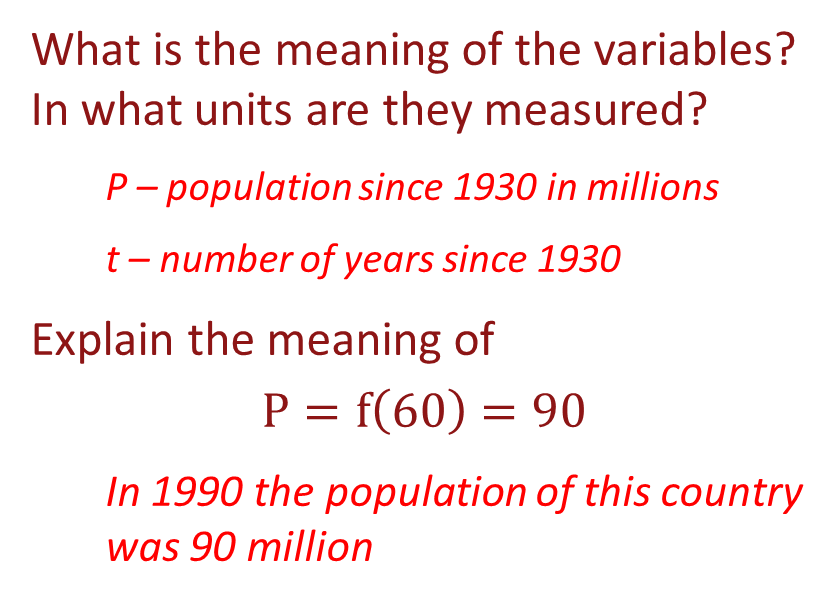 What is the meaning of the variables?
In what units are they measured?
P – population since 1930 in millions
t – number of years since 1930
Explain the meaning of
P = f(60) = 90
In 1990 the population of this country
was 90 million